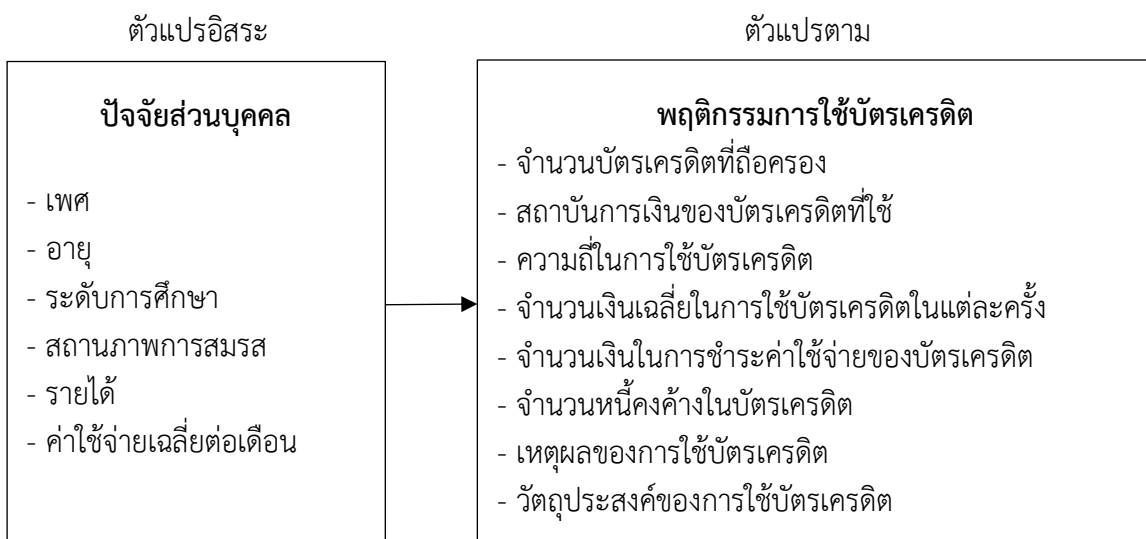 ตัวแปรอิสระ
ปัจจัยส่วนบุคคล
- เพศ
- อายุ
- ระดับการศึกษา
- สถานภาพการสมรส
- รายได้
- ค่าใช้จ่ายเฉลี่ยต่อเดือน
ตัวแปรตาม
พฤติกรรมการใช้บัตรเครดิต
- จำนวนบัตรเครดิตที่ถือครอง
- สถาบันการเงินของบัตรเครดิตที่ใช้
- ความถี่ในการใช้บัตรเครดิต
- จำนวนเงินเฉลี่ยในการใช้บัตรเครดิตในแต่ละครั้ง
- จำนวนเงินในการชำระค่าใช้จ่ายของบัตรเครดิต
- จำนวนหนี้คงค้างในบัตรเครดิต
- เหตุผลของการใช้บัตรเครดิต
- วัตถุประสงค์ของการใช้บัตรเครดิต